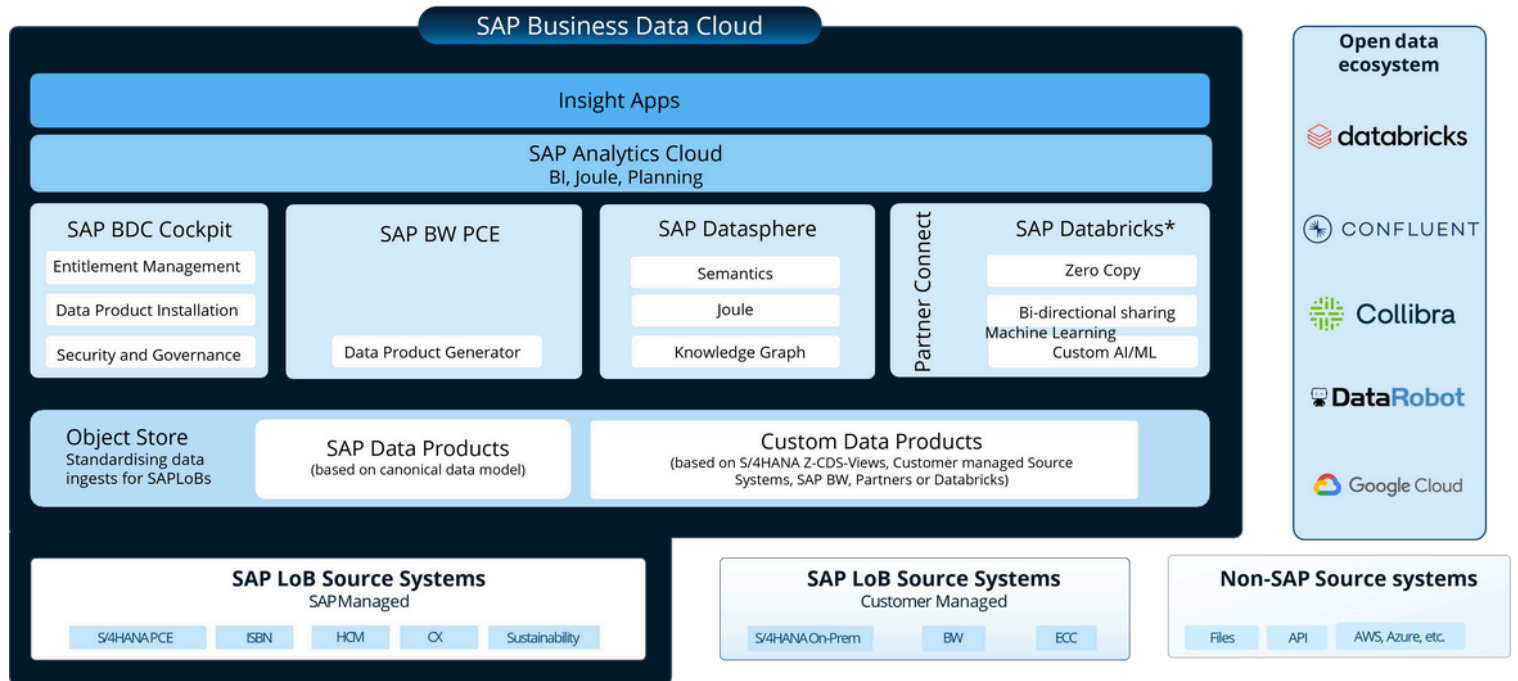 SAP Business Data Cloud
Insight Apps
SAP Analytics Cloud
BI, Joule, Planning
SAP BDC Cockpit
Entitlement Management
Data Product Installation
Security and Governance
SAP BW PCE
Data Product Generator
SAP Datasphere
Semantics
Joule
Knowledge Graph
Partner Connect
SAP Databricks*
Zero Copy
Bi-directional sharing
Machine Learning
Custom AI/ML
Object Store
Standardising data
ingests for SAPLoBs
SAP Data Products
(based on canonical data model)
Custom Data Products
(based on S/4HANA Z-CDS-Views, Customer managed Source
Systems, SAP BW, Partners or Databricks)
SAP LoB Source Systems
SAPManaged
S/4HANA PCE
ISBN
HCM
CX
Sustainability
SAP LoB Source Systems
Customer Managed
S/4HANA On-Prem
BW
ECC
Non-SAP Source systems
Files
API
AWS, Azure, etc.
Open data
ecosystem
databricks
CONFLUENT
Collibra
DataRobot
Google Cloud